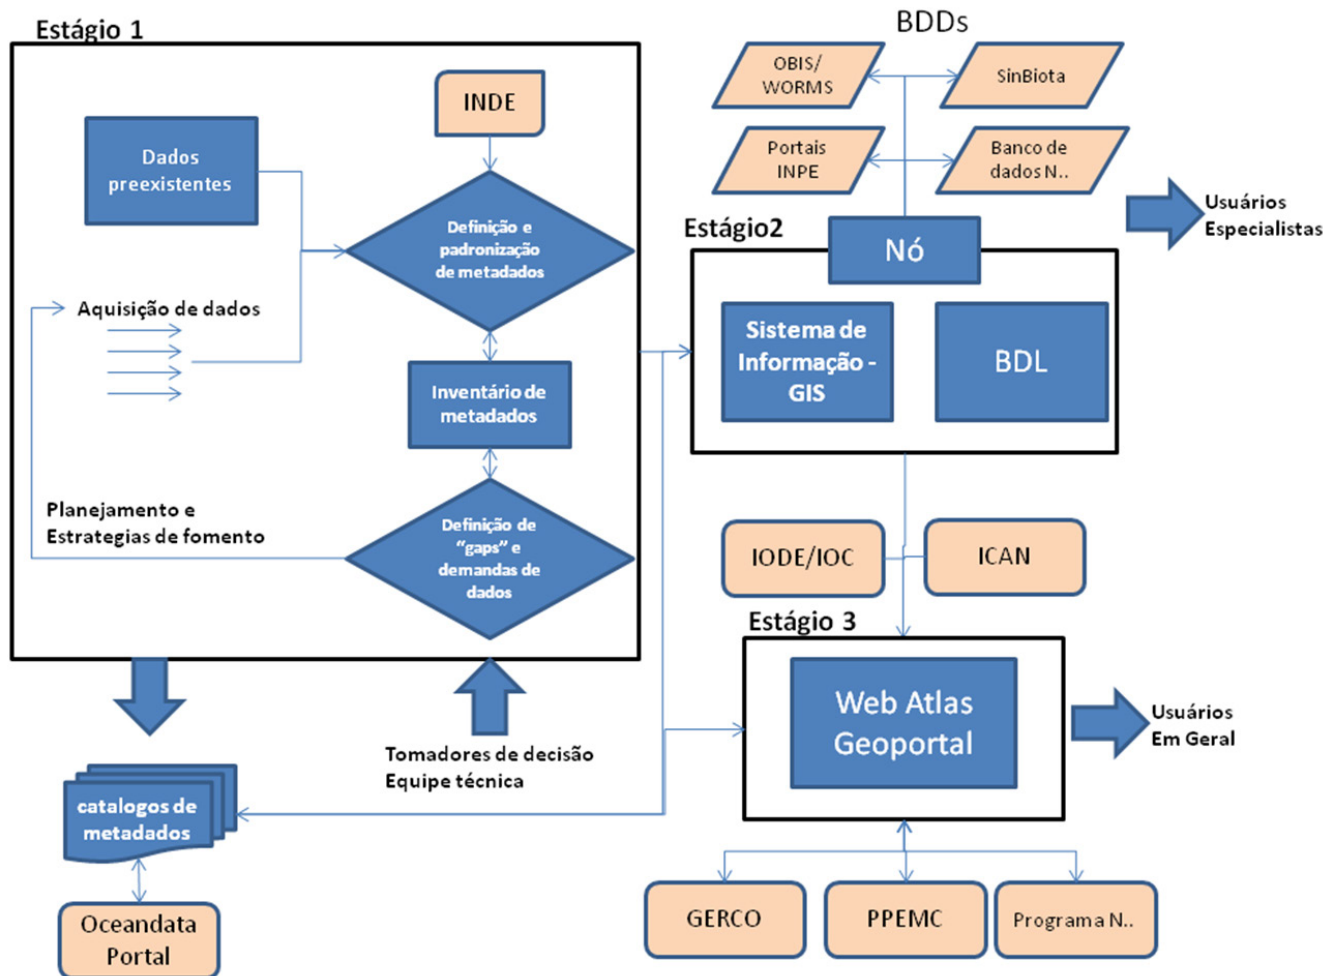 Estágio 1
INDE
Dados
preexistentes
Definição e
padronização
de metadados
Aquisição de dados
Inventário de
metadados
Planejamento e
Estrategias de fomento
Definição de
“gaps” e
demandas de
dados
Tomadores de decisão
Equipe técnica
catalogos de
metadados
Oceandata
Portal
BDDs
OBIS/
WORMS
SinBiota
Portais
INPE
Banco de
dados N..
Usuários
Especialistas
Estágio2
Nó
Sistema de
Informação -
GIS
BDL
IODE/IOC
ICAN
Estágio 3
Web Atlas
Geoportal
Usuários
Em Geral
GERCO
PPEMC
Programa N..